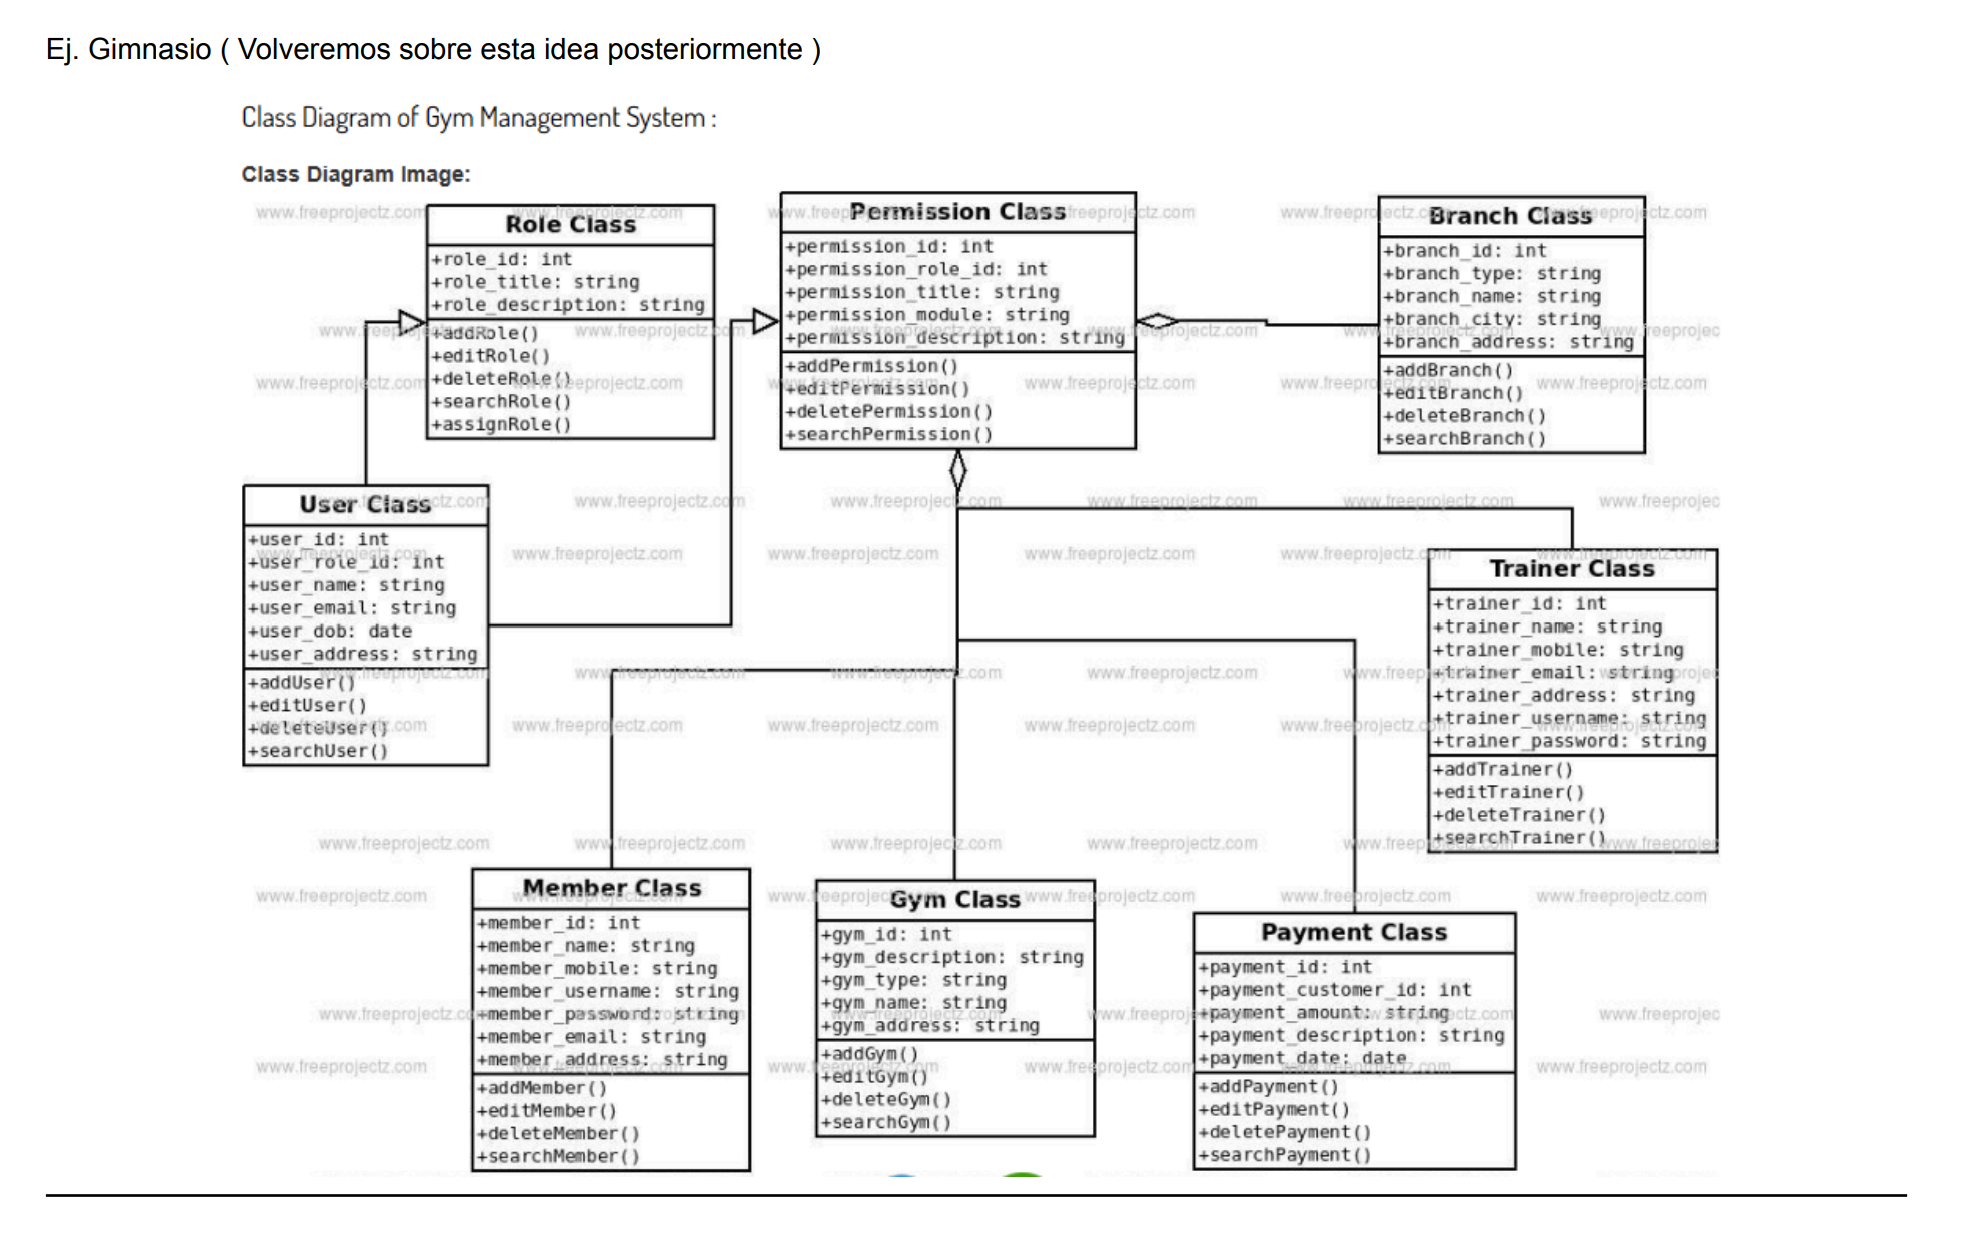 Ej. Gimnasio ( Volveremos sobre esta idea posteriormente )
Class Diagram of Gym Management System :
Class Diagram Image:
Role Class
+role_id: int
+role_title: string
+role_description: string
+addRole()
+editRole()
+deleteRole()
+searchRole()
+assignRole()
Permission Class
+permission_id: int
+permission_role_id: int
+permission_title: string
+permission_module: string
+permission_description: string
+addPermission()
+editPermission()
+deletePermission()
+searchPermission()
Branch Class
+branch_id: int
+branch_type: string
+branch_name: string
+branch_city: string
+branch_address: string
+addBranch()
+editBranch()
+deleteBranch()
+searchBranch()
User Class
+user_id: int
+user_role_id: int
+user_name: string
+user_email: string
+user_dob: date
+user_address: string
+addUser()
+editUser()
+deleteUser()
+searchUser()
Trainer Class
+trainer_id: int
+trainer_name: string
+trainer_mobile: string
+trainer_email: string
+trainer_address: string
+trainer_username: string
+trainer_password: string
+addTrainer()
+editTrainer()
+deleteTrainer()
+searchTrainer()
Member Class
+member_id: int
+member_name: string
+member_mobile: string
+member_username: string
+member_password: string
+member_email: string
+member_address: string
+addMember()
+editMember()
+deleteMember()
+searchMember()
Gym Class
+gym_id: int
+gym_description: string
+gym_type: string
+gym_name: string
+gym_address: string
+addGym()
+editGym()
+deleteGym()
+searchGym()
Payment Class
+payment_id: int
+payment_customer_id: int
+payment_amount: string
+payment_description: string
+payment_date: date
+addPayment()
+editPayment()
+deletePayment()
+searchPayment()
www.freeprojectz.com